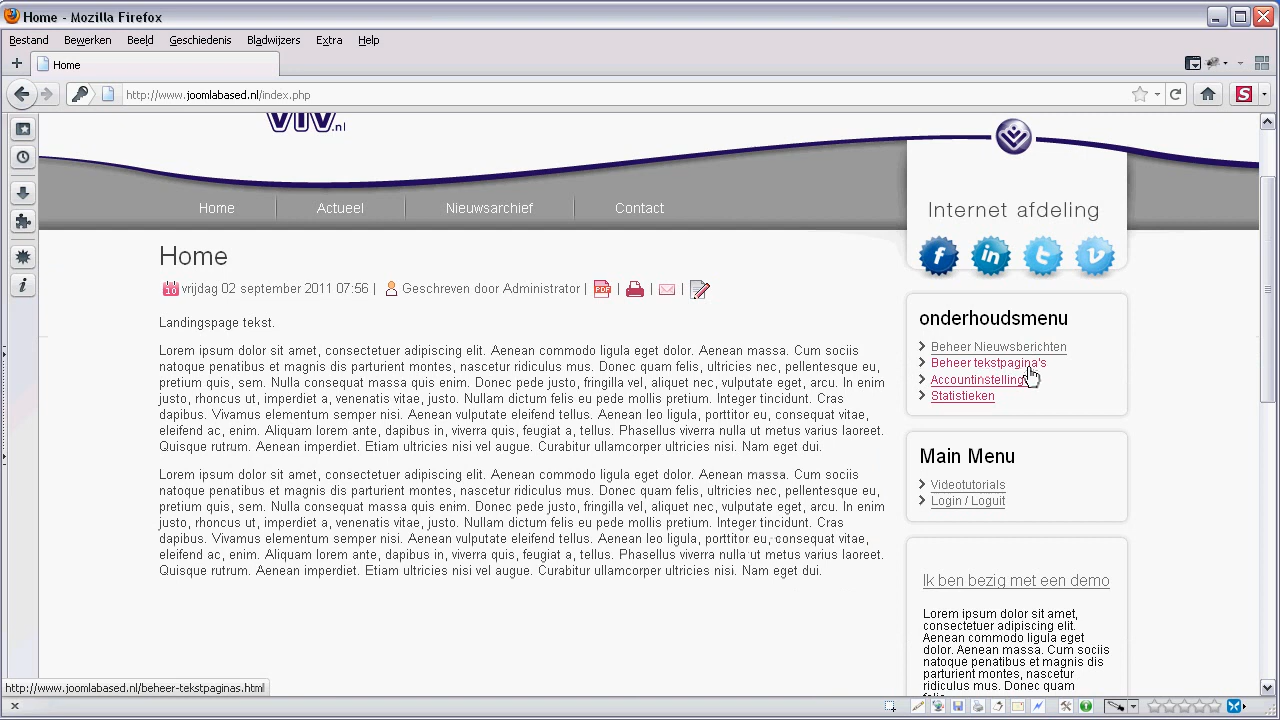 Home - Mozilla Firefox
Bestand Bewerken Beeld Geschiedenis Bladwijzers Extra Help
Home
http://www.joomlabased.nl/index.php
VIV.nl
Home Actueel Nieuwsarchief Contact
Internet afdeling
f in t v
Home
vrijdag 02 september 2011 07:56 | Geschreven door Administrator | PDF | | |
Landingspage tekst.
Lorem ipsum dolor sit amet, consectetuer adipiscing elit. Aenean commodo ligula eget dolor. Aenean massa. Cum sociis
natoque penatibus et magnis dis parturient montes, nascetur ridiculus mus. Donec quam felis, ultricies nec, pellentesque eu,
pretium quis, sem. Nulla consequat massa quis enim. Donec pede justo, fringilla vel, aliquet nec, vulputate eget, arcu. In enim
justo, rhoncus ut, imperdiet a, venenatis vitae, justo. Nullam dictum felis eu pede mollis pretium. Integer tincidunt. Cras
dapibus. Vivamus elementum semper nisi. Aenean vulputate eleifend tellus. Aenean leo ligula, porttitor eu, consequat vitae,
eleifend ac, enim. Aliquam lorem ante, dapibus in, viverra quis, feugiat a, tellus. Phasellus viverra nulla ut metus varius laoreet.
Quisque rutrum. Aenean imperdiet. Etiam ultricies nisi vel augue. Curabitur ullamcorper ultricies nisi. Nam eget dui.
Lorem ipsum dolor sit amet, consectetuer adipiscing elit. Aenean commodo ligula eget dolor. Aenean massa. Cum sociis
natoque penatibus et magnis dis parturient montes, nascetur ridiculus mus. Donec quam felis, ultricies nec, pellentesque eu,
pretium quis, sem. Nulla consequat massa quis enim. Donec pede justo, fringilla vel, aliquet nec, vulputate eget, arcu. In enim
justo, rhoncus ut, imperdiet a, venenatis vitae, justo. Nullam dictum felis eu pede mollis pretium. Integer tincidunt. Cras
dapibus. Vivamus elementum semper nisi. Aenean vulputate eleifend tellus. Aenean leo ligula, porttitor eu, consequat vitae,
eleifend ac, enim. Aliquam lorem ante, dapibus in, viverra quis, feugiat a, tellus. Phasellus viverra nulla ut metus varius laoreet.
Quisque rutrum. Aenean imperdiet. Etiam ultricies nisi vel augue. Curabitur ullamcorper ultricies nisi. Nam eget dui.
onderhoudsmenu
Beheer Nieuwsberichten
Beheer tekstpagina's
Accountinstelling
Statistieken
Main Menu
Videotutorials
Login / Loguit
Ik ben bezig met een demo
Lorem ipsum dolor sit amet,
consectetuer adipiscing elit.
Aenean commodo ligula eget
dolor. Aenean massa. Cum sociis
natoque penatibus et magnis dis
parturient montes, nascetur
ridiculus mus. Donec quam
http://www.joomlabased.nl/beheer-tekstpaginas.html